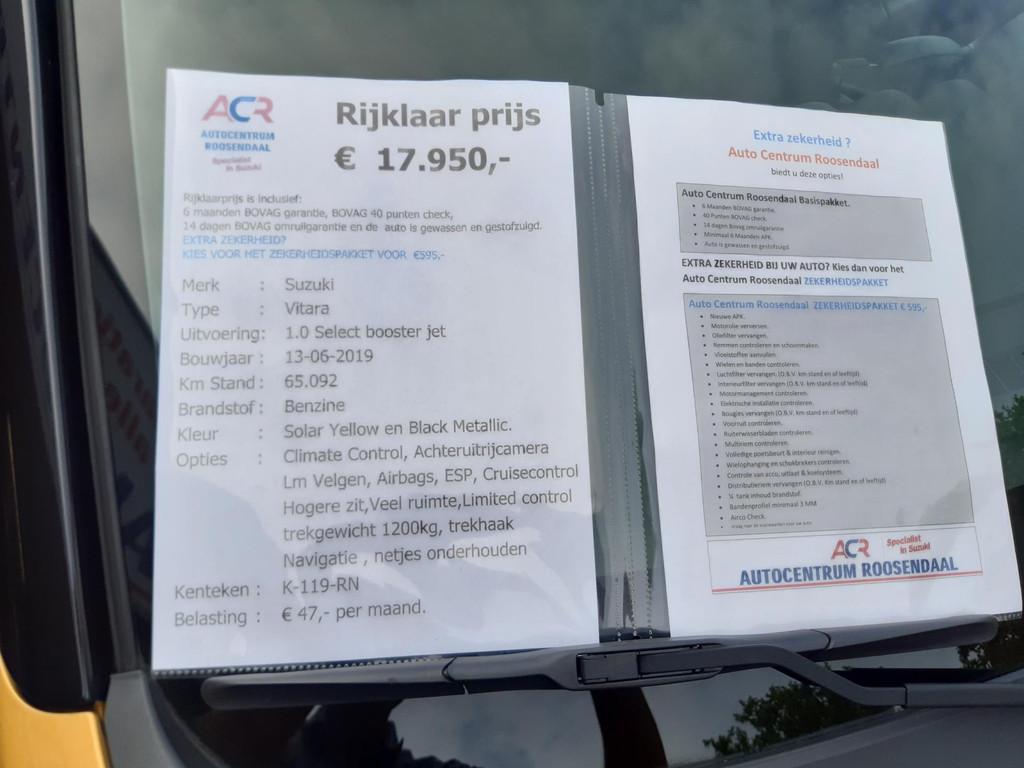 ACR
AUTOCENTRUM
ROOSENDAAL
Specialist
in Suzuki
Rijklaar prijs
€ 17.950,-
Rijklaarprijs is inclusief:
6 maanden BOVAG garantie, BOVAG 40 punten check,
14 dagen BOVAG omruilgarantie en de auto is gewassen en gestofzuigd.
EXTRA ZEKERHEID?
KIES VOOR HET ZEKERHEIDSPAKKET VOOR €595,-
Merk : Suzuki
Type : Vitara
Uitvoering: 1.0 Select booster jet
Bouwjaar : 13-06-2019
Km Stand : 65.092
Brandstof : Benzine
Kleur : Solar Yellow en Black Metallic.
Opties : Climate Control, Achteruitrijcamera
Lm Velgen, Airbags, ESP, Cruisecontrol
Hogere zit,Veel ruimte,Limited control
trekgewicht 1200kg, trekhaak
Navigatie , netjes onderhouden
Kenteken : K-119-RN
Belasting : € 47,- per maand.
Extra zekerheid ?
Auto Centrum Roosendaal
biedt u deze opties!
Auto Centrum Roosendaal Basispakket.
• 6 Maanden BOVAG garantie.
• 40 Punten BOVAG check.
• 14 dagen Bovag omruilgarantie
• Minimaal 6 Maanden APK.
• Auto is gewassen en gestofzuigd.
EXTRA ZEKERHEID BIJ UW AUTO? Kies dan voor het
Auto Centrum Roosendaal ZEKERHEIDSPAKKET
Auto Centrum Roosendaal ZEKERHEIDSPAKKET € 595,-
• Nieuwe APK.
• Motorolie verversen.
• Oliefilter vervangen.
• Remmen controleren en schoonmaken.
• Vloeistoffen aanvullen.
• Wielen en banden controleren.
• Luchtfilter vervangen. (O.B.V. km stand en of leeftijd)
• Interieurfilter vervangen (O.B.V. km stand en of leeftijd)
• Motormanagement controleren.
• Elektrische installatie controleren.
• Bougies vervangen (O.B.V. km stand en of leeftijd)
• Voorruit controleren.
• Ruitenwisserbladen controleren.
• Multiriem controleren.
• Volledige poetsbeurt & interieur reinigen.
• Wielophanging en schokbrekers controleren.
• Controle van accu, uitlaat & koelsysteem.
• Distributieriem vervangen (O.B.V. Km stand en of leeftijd)
• ¼ tank inhoud brandstof.
• Bandenprofiel minimaal 3 MM
• Airco Check.
• Vraag naar de voorwaarden voor uw auto
ACR Specialist
in Suzuki
AUTOCENTRUM ROOSENDAAL